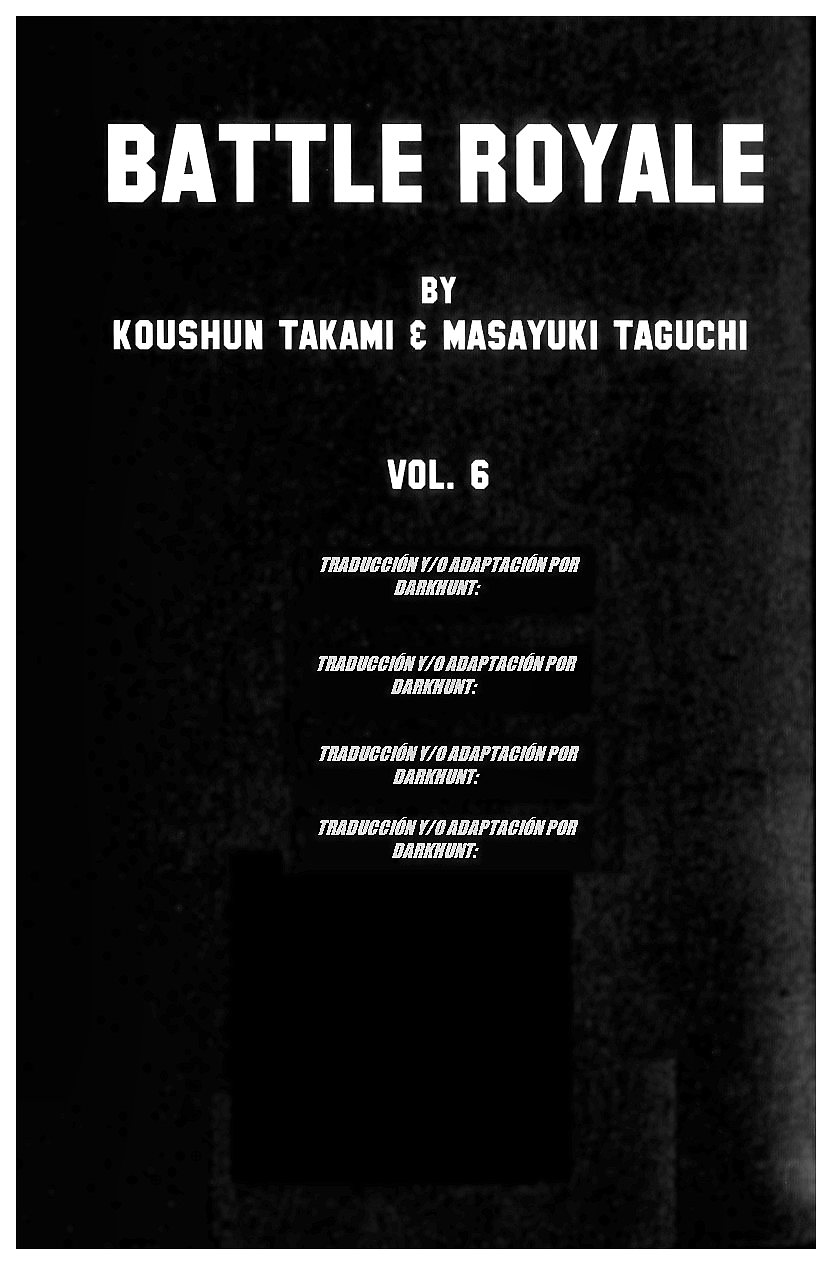 BATTLE ROYALE
BY
KOUSHUN TAKAMI & MASAYUKI TAGUCHI
VOL. 6
TRADUCCIÓN Y/O ADAPTACIÓN POR
DARKHUNT:
TRADUCCIÓN Y/O ADAPTACIÓN POR
DARKHUNT:
TRADUCCIÓN Y/O ADAPTACIÓN POR
DARKHUNT:
TRADUCCIÓN Y/O ADAPTACIÓN POR
DARKHUNT: